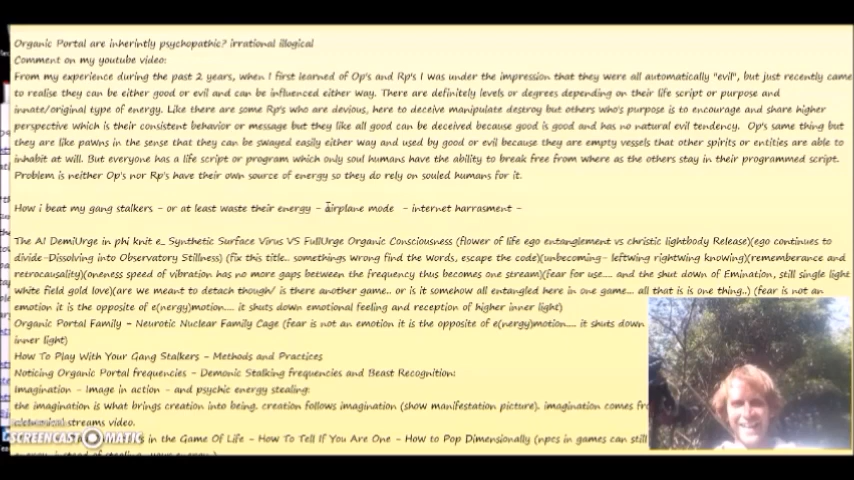 Organic Portal are inherintly psychopathic? irrational illogical
Comment on my youtube video:
From my experience during the past 2 years, when I first learned of Op's and Rp's I was under the impression that they were all automatically "evil", but just recently came
to realise they can be either good or evil and can be influenced either way. There are definitely levels or degrees depending on their life script or purpose and
innate/original type of energy. Like there are some Rp's who are devious, here to deceive manipulate destroy but others who's purpose is to encourage and share higher
perspective which is their consistent behavior or message but they like all good can be deceived because good is good and has no natural evil tendency. Op's same thing but
they are like pawns in the sense that they can be swayed easily either way and used by good or evil because they are empty vessels that other spirits or entities are able to
inhabit at will. But everyone has a life script or program which only soul humans have the ability to break free from where as the others stay in their programmed script.
Problem is neither Op's nor Rp's have their own source of energy so they do rely on souled humans for it.
How i beat my gang stalkers - or at least waste their energy - airplane mode - internet harrasment -
The AI DemiUrge in phi knit e_ Synthetic Surface Virus VS FullUrge Organic Consciousness (flower of life ego entanglement vs christic lightbody Release)(ego continues to
divide-Dissolving into Observatory Stillness) (fix this title.. somethings wrong find the Words, escape the code)(unbecoming- leftwing rightwing knowing)(rememberance and
retrocausality)(oneness speed of vibration has no more gaps between the frequency thus becomes one stream)(fear for use.... and the shut down of Emination, still single light
white field gold love)(are we meant to detach though/ is there another game.. or is it somehow all entangled here in one game... all that is is one thing..) (fear is not an
emotion it is the opposite of e(nergy)motion.... it shuts down emotional feeling and reception of higher inner light)
Organic Portal Family - Neurotic Nuclear Family Cage (fear is not an emotion it is the opposite of e(nergy)motion.... it shuts down
inner light)
How To Play With Your Gang Stalkers - Methods and Practices
Noticing Organic Portal frequencies - Demonic Stalking frequencies and Beast Recognition:
Imagination - Image in action - and psychic energy stealing:
the imagination is what brings creation into being. creation follows imagination (show manifestation picture). imagination comes
streams video.
SCREENCAST-O-MATIC in the Game Of Life - How To Tell If You Are One - How to Pop Dimensionally (npcs in games can still